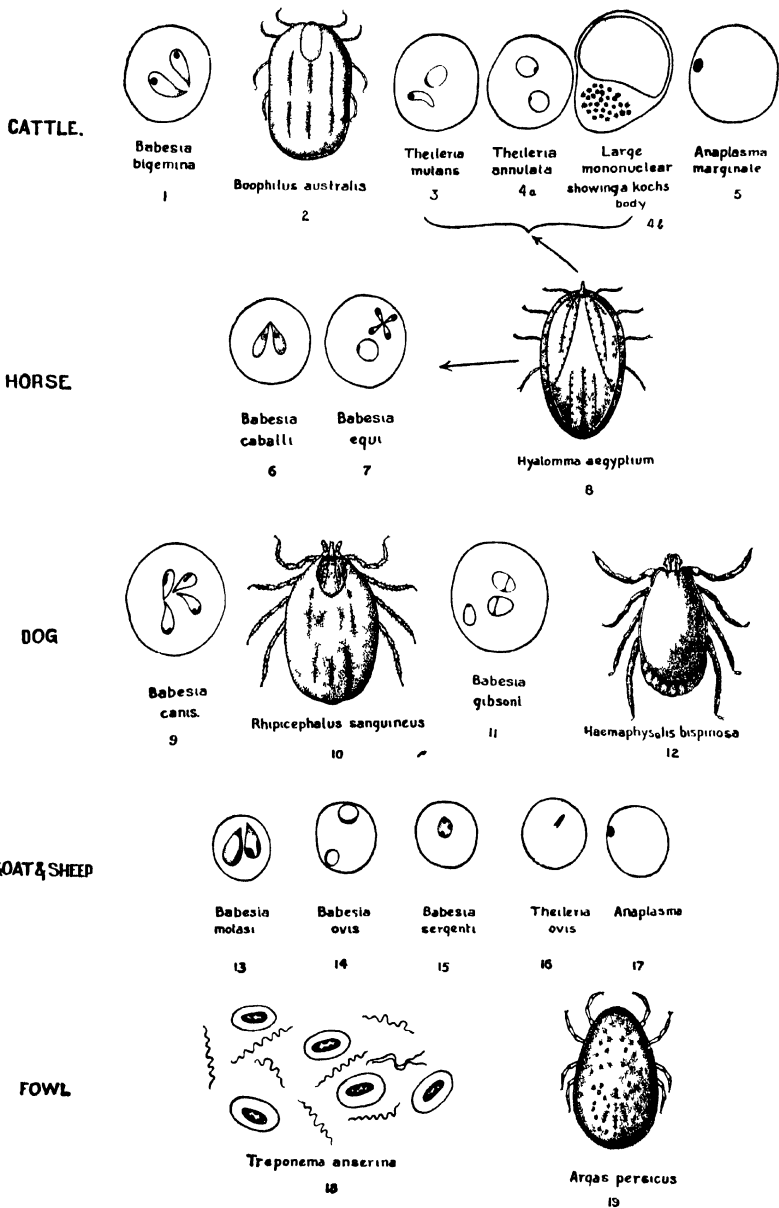 CATTLE.
Babesia
bigemina
1
Boophilus australis
2
Theileria
mutans
3
Theileria
annulata
4a
Large
mononuclear
showing a kochs
body
4b
Anaplasma
marginale
5
HORSE
Babesia
caballi
6
Babesia
equi
7
Hyalomma aegyptium
8
DOG
Babesia
canis.
9
Rhipicephalus sanguineus
10
Babesia
gibsoni
11
Haemaphysalis bispinosa
12
GOAT & SHEEP
Babesia
motasi
13
Babesia
ovis
14
Babesia
sergenti
15
Theileria
ovis
16
Anaplasma
17
FOWL
Treponema anserina
18
Argas persicus
19